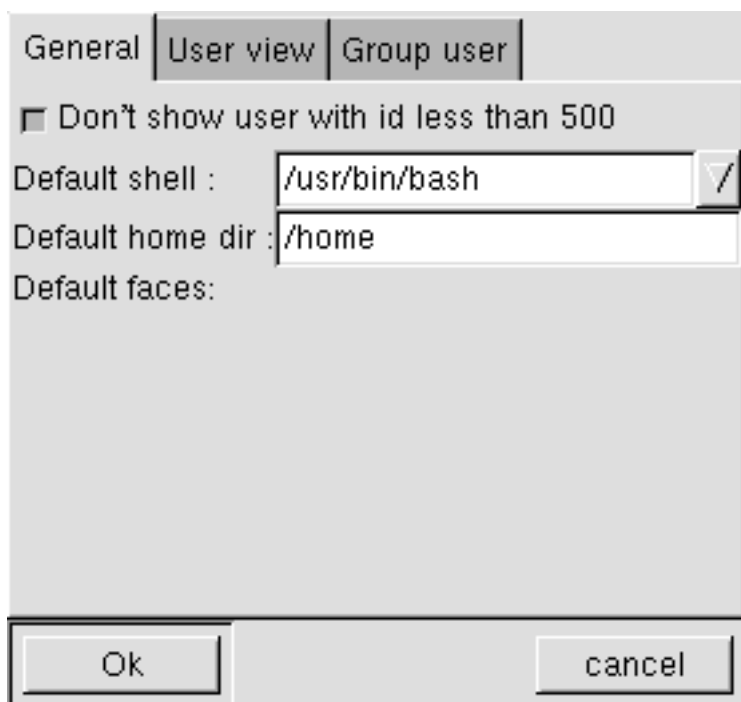 General User view Group user
Don't show user with id less than 500
Default shell : /usr/bin/bash
Default home dir : /home
Default faces:
Ok cancel